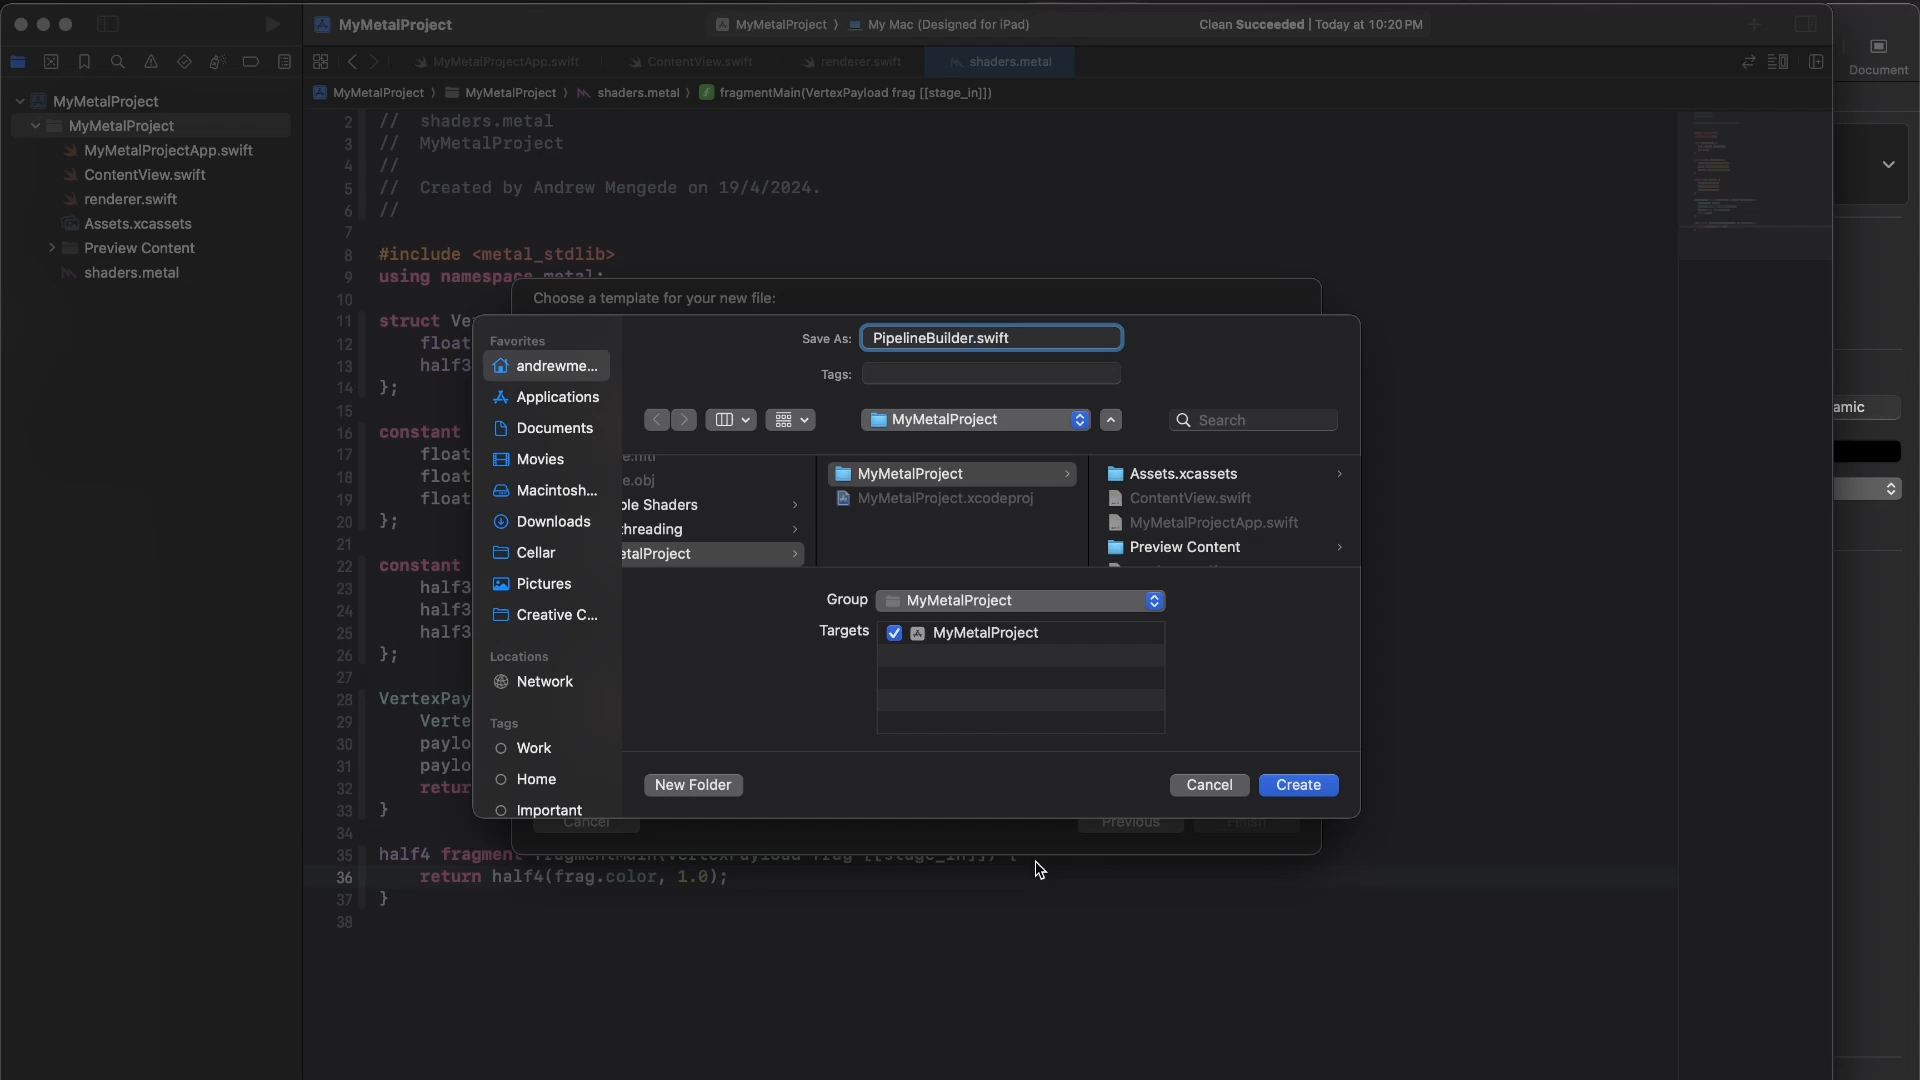 MyMetalProject
MyMetalProject 〉 My Mac (Designed for iPad)
Clean Succeeded | Today at 10:20 PM
Document
MyMetalProjectApp.swift
ContentView.swift
renderer.swift
shaders.metal
MyMetalProject 〉 MyMetalProject 〉 shaders.metal 〉 fragmentMain(VertexPayload frag [[stage_in]])
MyMetalProject
MyMetalProject
MyMetalProjectApp.swift
ContentView.swift
renderer.swift
Assets.xcassets
Preview Content
shaders.metal
2 // shaders.metal
3 // MyMetalProject
4 //
5 // Created by Andrew Mengede on 19/4/2024.
6 //
7
8 #include <metal_stdlib>
9 using namespace metal;
10
11 struct Ve
12 float
13 half3
14 };
15
16 constant
17 float
18 float
19 float
20 };
21
22 constant
23 half3
24 half3
25 half3
26 };
27
28 VertexPay
29 Verte
30 paylo
31 paylo
32 retur
33 }
34
35 half4 fragment fragmentMain(VertexPayload frag [[stage_in]]) {
36 return half4(frag.color, 1.0);
37 }
38
Choose a template for your new file:
Favorites
andrewme...
Applications
Documents
Movies
Macintosh...
Downloads
Cellar
Pictures
Creative C...
Locations
Network
Tags
Work
Home
Important
Save As: PipelineBuilder.swift
Tags:
MyMetalProject
Search
e.mtl
e.obj
ble Shaders
threading
etalProject
MyMetalProject
MyMetalProject.xcodeproj
Assets.xcassets
ContentView.swift
MyMetalProjectApp.swift
Preview Content
Group MyMetalProject
Targets MyMetalProject
New Folder
Cancel
Create
Cancel
Previous
Finish
amic